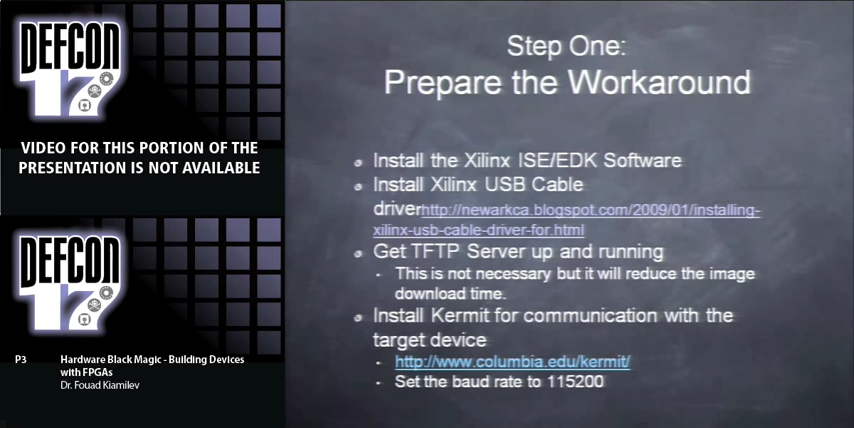 DEFCON
17
VIDEO FOR THIS PORTION OF THE
PRESENTATION IS NOT AVAILABLE
DEFCON
17
P3 Hardware Black Magic - Building Devices
with FPGAs
Dr. Fouad Kiamilev
Step One:
Prepare the Workaround
Install the Xilinx ISE/EDK Software
Install Xilinx USB Cable
driverhttp://newarkca.blogspot.com/2009/01/installing-
xilinx-usb-cable-driver-for.html
Get TFTP Server up and running
This is not necessary but it will reduce the image
download time.
Install Kermit for communication with the
target device
http://www.columbia.edu/kermit/
Set the baud rate to 115200